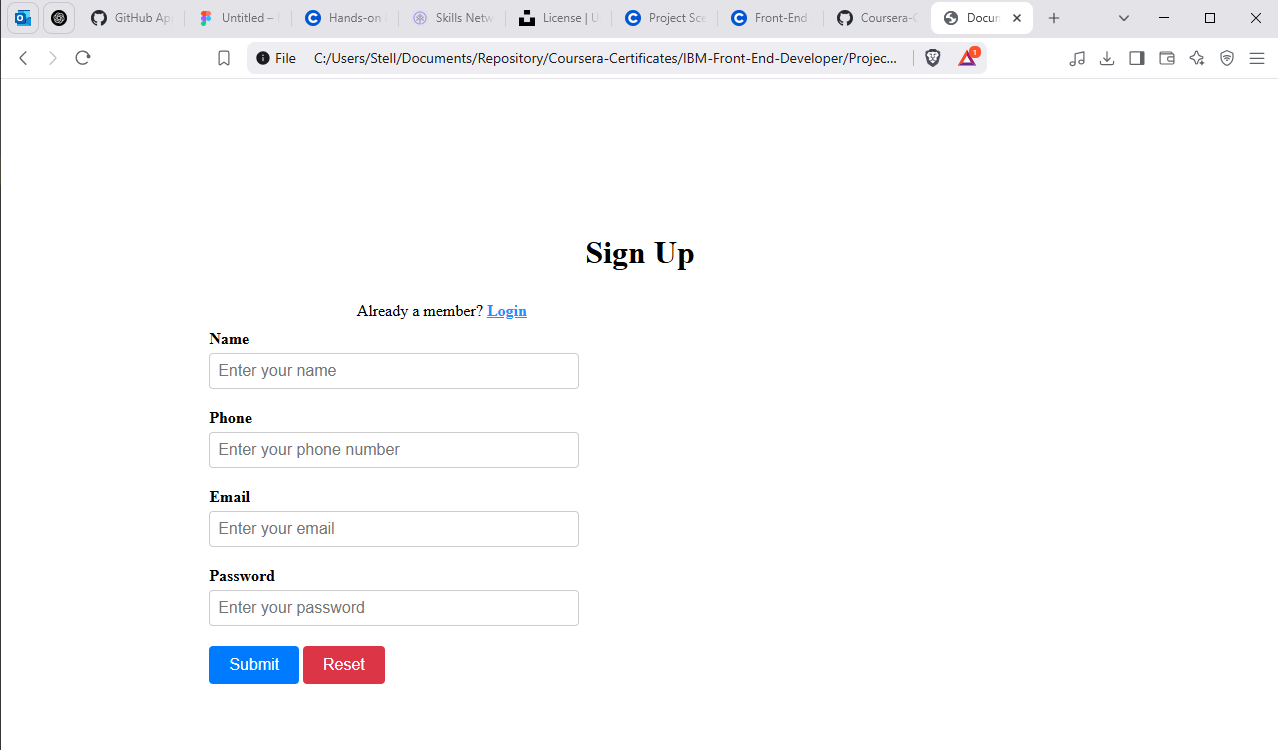 GitHub Ap
Untitled –
Hands-on
Skills Netw
License | U
Project Sce
Front-End
Coursera-C
Docun
1
File C:/Users/Stell/Documents/Repository/Coursera-Certificates/IBM-Front-End-Developer/Projec...
Sign Up
Already a member? Login
Name
Enter your name
Phone
Enter your phone number
Email
Enter your email
Password
Enter your password
Submit Reset